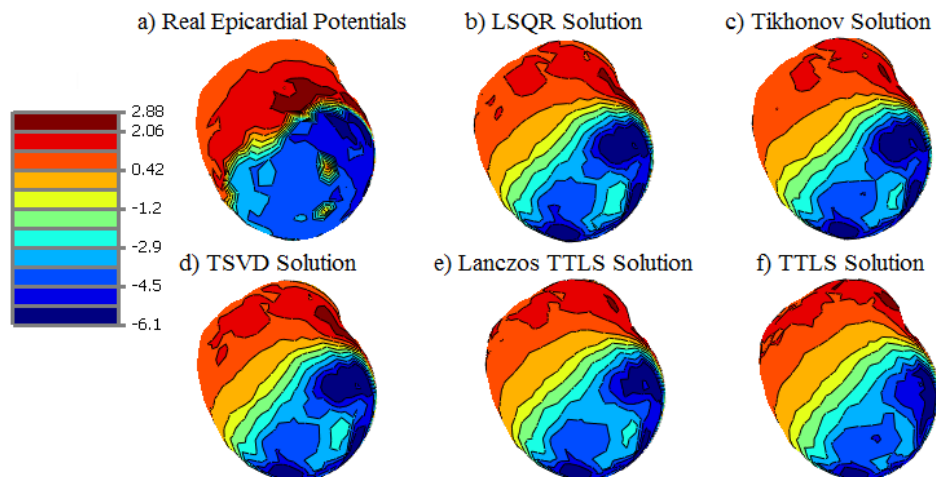 a) Real Epicardial Potentials
b) LSQR Solution
c) Tikhonov Solution
2.88
2.06
0.42
-1.2
-2.9
-4.5
-6.1
d) TSVD Solution
e) Lanczos TTLS Solution
f) TTLS Solution